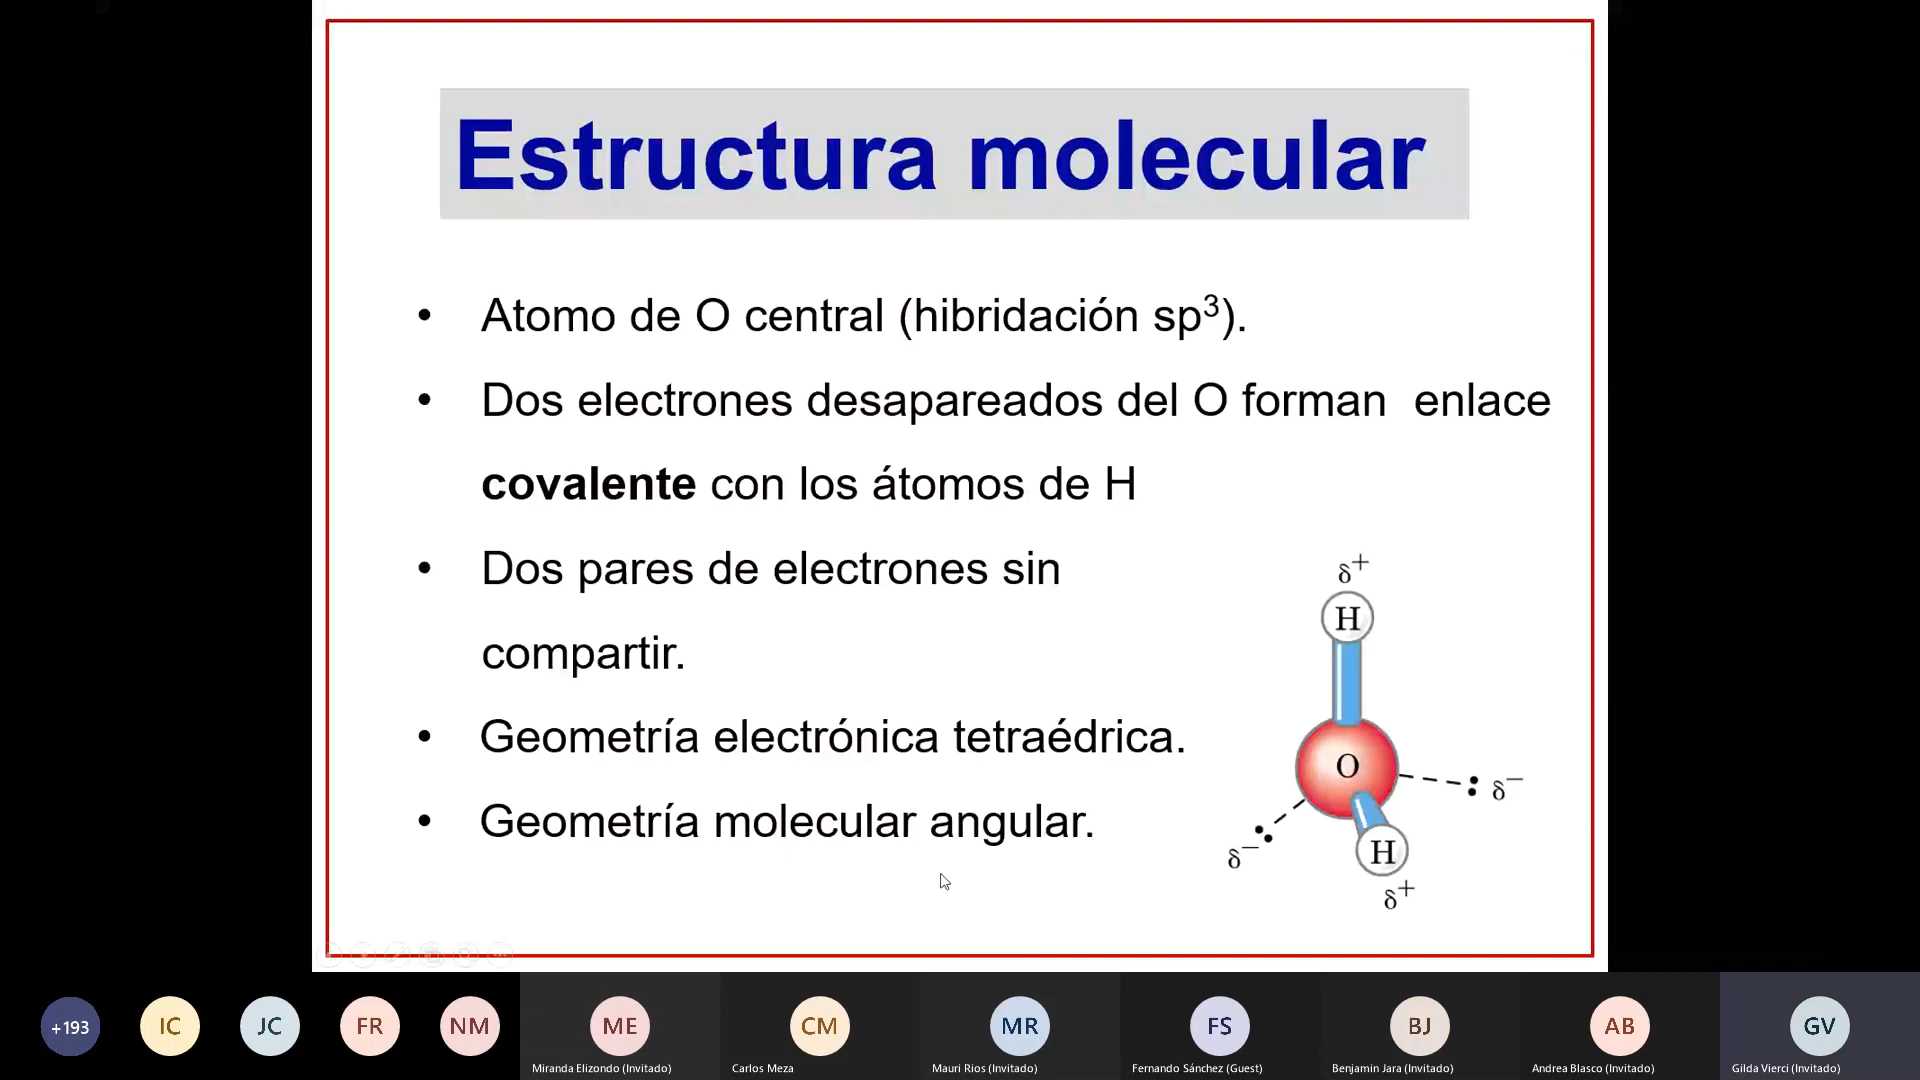 Estructura molecular
• Atomo de O central (hibridación sp³).
• Dos electrones desapareados del O forman enlace
covalente con los átomos de H
• Dos pares de electrones sin
compartir.
• Geometría electrónica tetraédrica.
• Geometría molecular angular.
δ+
H
O
δ−
H
δ−
δ+
+193
IC
JC
FR
NM
ME
CM
MR
FS
BJ
AB
GV
Miranda Elizondo (Invitado)
Carlos Meza
Mauri Rios (Invitado)
Fernando Sánchez (Guest)
Benjamin Jara (Invitado)
Andrea Blasco (Invitado)
Gilda Vierci (Invitado)